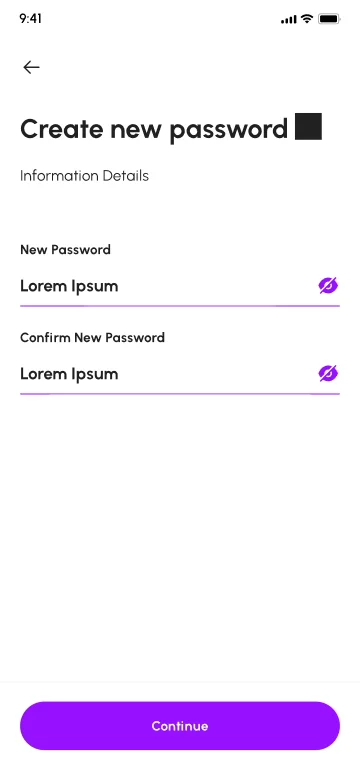 9:41
Create new password
Information Details
New Password
Lorem Ipsum
Confirm New Password
Lorem Ipsum
Continue